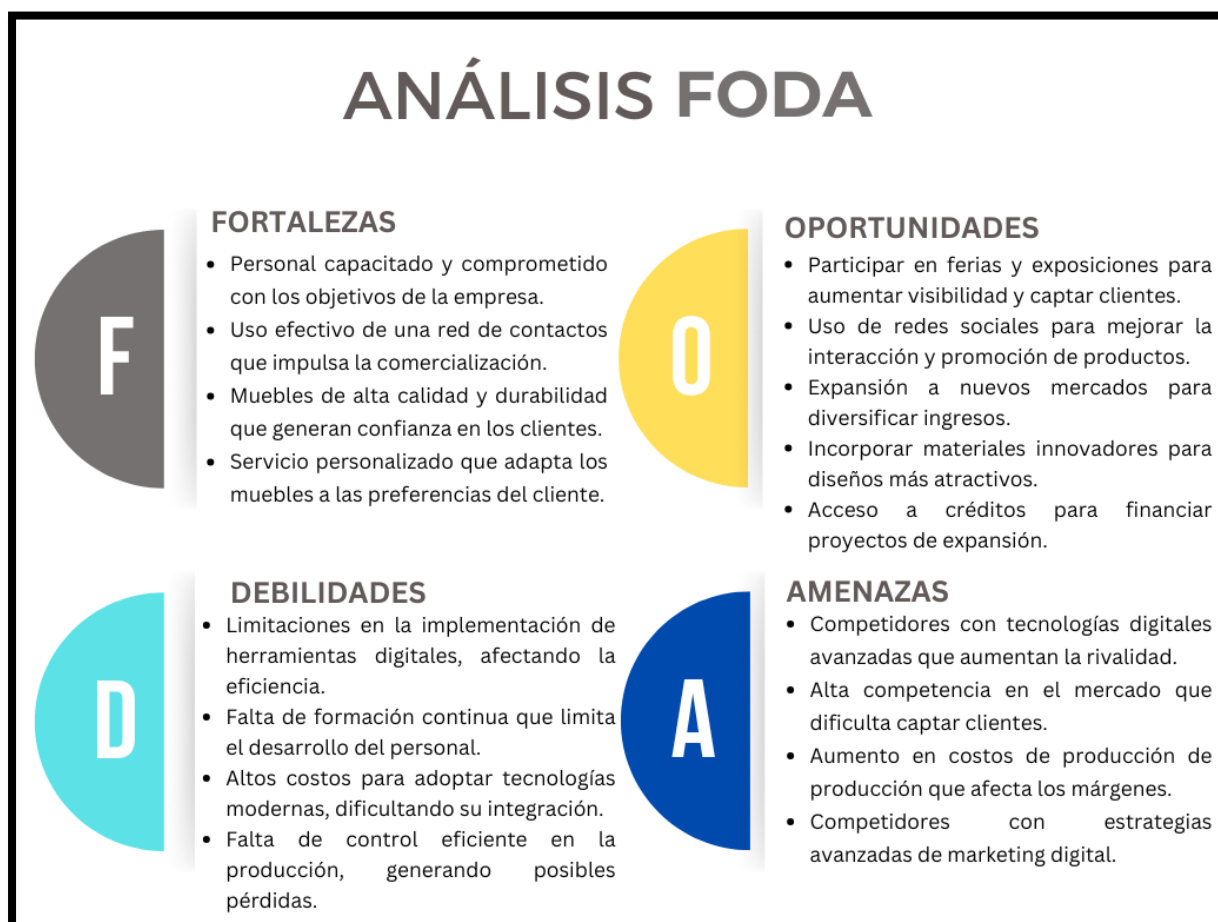 ANÁLISIS FODA
F
FORTALEZAS
Personal capacitado y comprometido
con los objetivos de la empresa.
Uso efectivo de una red de contactos
que impulsa la comercialización.
Muebles de alta calidad y durabilidad
que generan confianza en los clientes.
Servicio personalizado que adapta los
muebles a las preferencias del cliente.
O
OPORTUNIDADES
Participar en ferias y exposiciones para
aumentar visibilidad y captar clientes.
Uso de redes sociales para mejorar la
interacción y promoción de productos.
Expansión a nuevos mercados para
diversificar ingresos.
Incorporar materiales innovadores para
diseños más atractivos.
Acceso a créditos para financiar
proyectos de expansión.
D
DEBILIDADES
Limitaciones en la implementación de
herramientas digitales, afectando la
eficiencia.
Falta de formación continua que limita
el desarrollo del personal.
Altos costos para adoptar tecnologías
modernas, dificultando su integración.
Falta de control eficiente en la
producción, generando posibles
pérdidas.
A
AMENAZAS
Competidores con tecnologías digitales
avanzadas que aumentan la rivalidad.
Alta competencia en el mercado que
dificulta captar clientes.
Aumento en costos de producción de
producción que afecta los márgenes.
Competidores con estrategias
avanzadas de marketing digital.